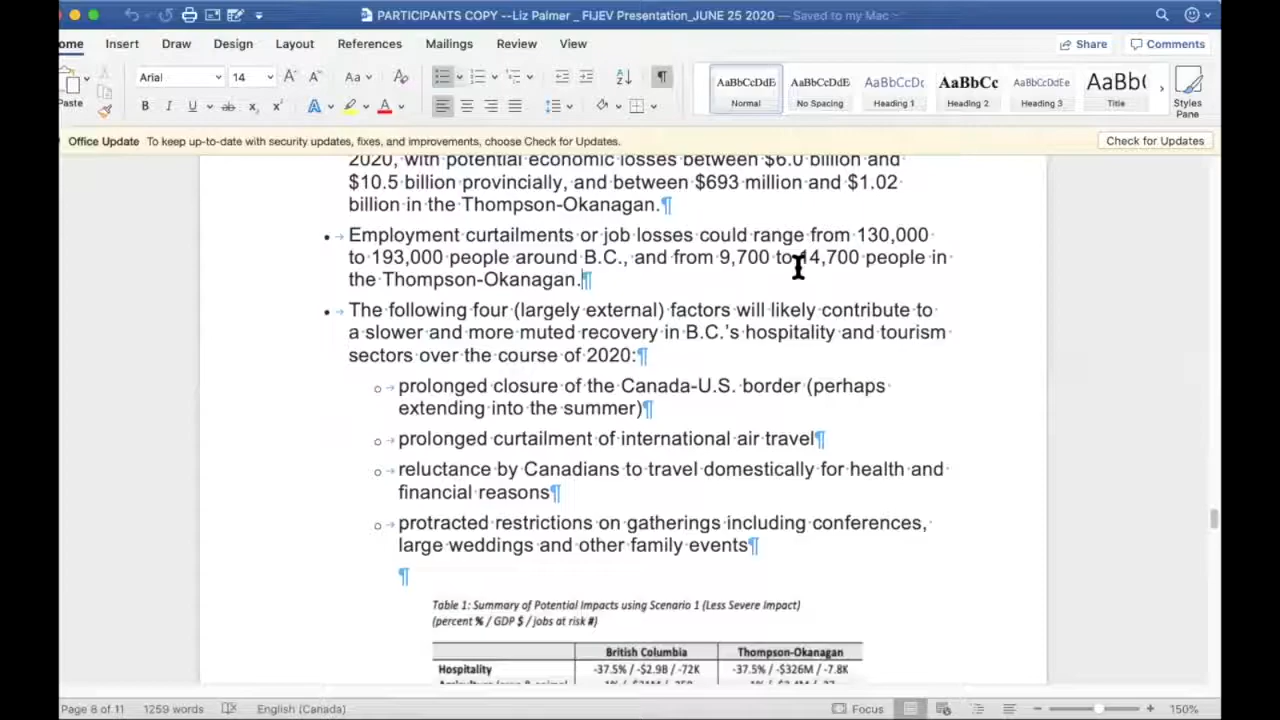 PARTICIPANTS COPY --Liz Palmer _ FIJEV Presentation_JUNE 25 2020 — Saved to my Mac
ome Insert Draw Design Layout References Mailings Review View Share Comments
Paste Arial 14 Aa
AaBbCcDdE AaBbCcDdE AaBbCcDc AaBbCc AaBbCcDdEe AaBb(
Normal No Spacing Heading 1 Heading 2 Heading 3 Title Styles Pane
B I U ab x2 x2 A A
Office Update To keep up-to-date with security updates, fixes, and improvements, choose Check for Updates. Check for Updates
2020, with potential economic losses between $6.0 billion and
$10.5 billion provincially, and between $693 million and $1.02
billion in the Thompson-Okanagan.¶
Employment curtailments or job losses could range from 130,000
to 193,000 people around B.C., and from 9,700 to 14,700 people in
the Thompson-Okanagan.¶
The following four (largely external) factors will likely contribute to
a slower and more muted recovery in B.C.'s hospitality and tourism
sectors over the course of 2020:¶
prolonged closure of the Canada-U.S. border (perhaps
extending into the summer)¶
prolonged curtailment of international air travel¶
reluctance by Canadians to travel domestically for health and
financial reasons¶
protracted restrictions on gatherings including conferences,
large weddings and other family events¶
¶
Table 1: Summary of Potential Impacts using Scenario 1 (Less Severe Impact)
(percent % / GDP $ / jobs at risk #)
British Columbia Thompson-Okanagan
Hospitality -37.5% / -$2.9B / -72K -37.5% / -$326M / -7.8K
Page 8 of 11 1259 words English (Canada) Focus 150%